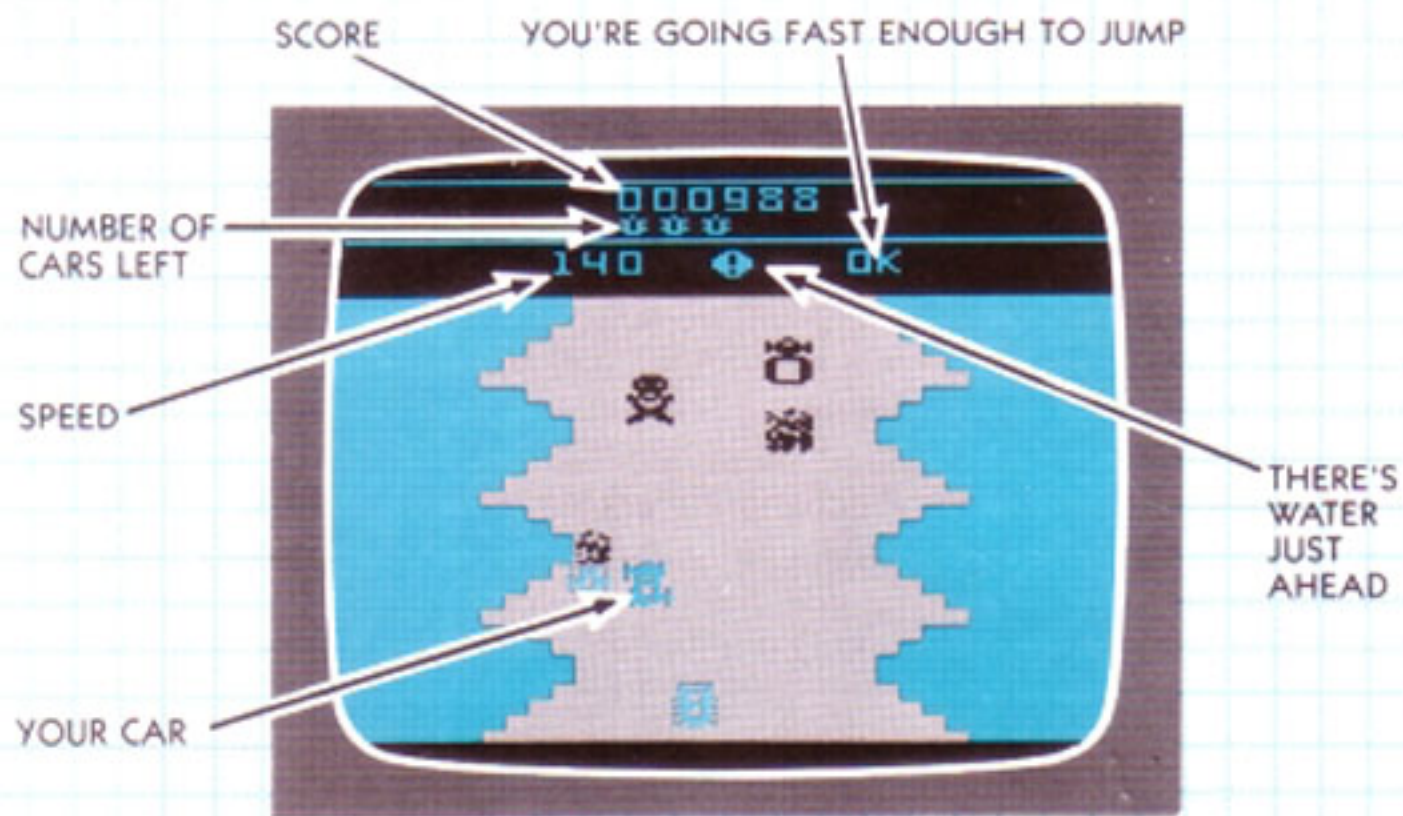 SCORE
YOU'RE GOING FAST ENOUGH TO JUMP
000988
NUMBER OF
CARS LEFT
140
OK
SPEED
THERE'S
WATER
JUST
AHEAD
YOUR CAR